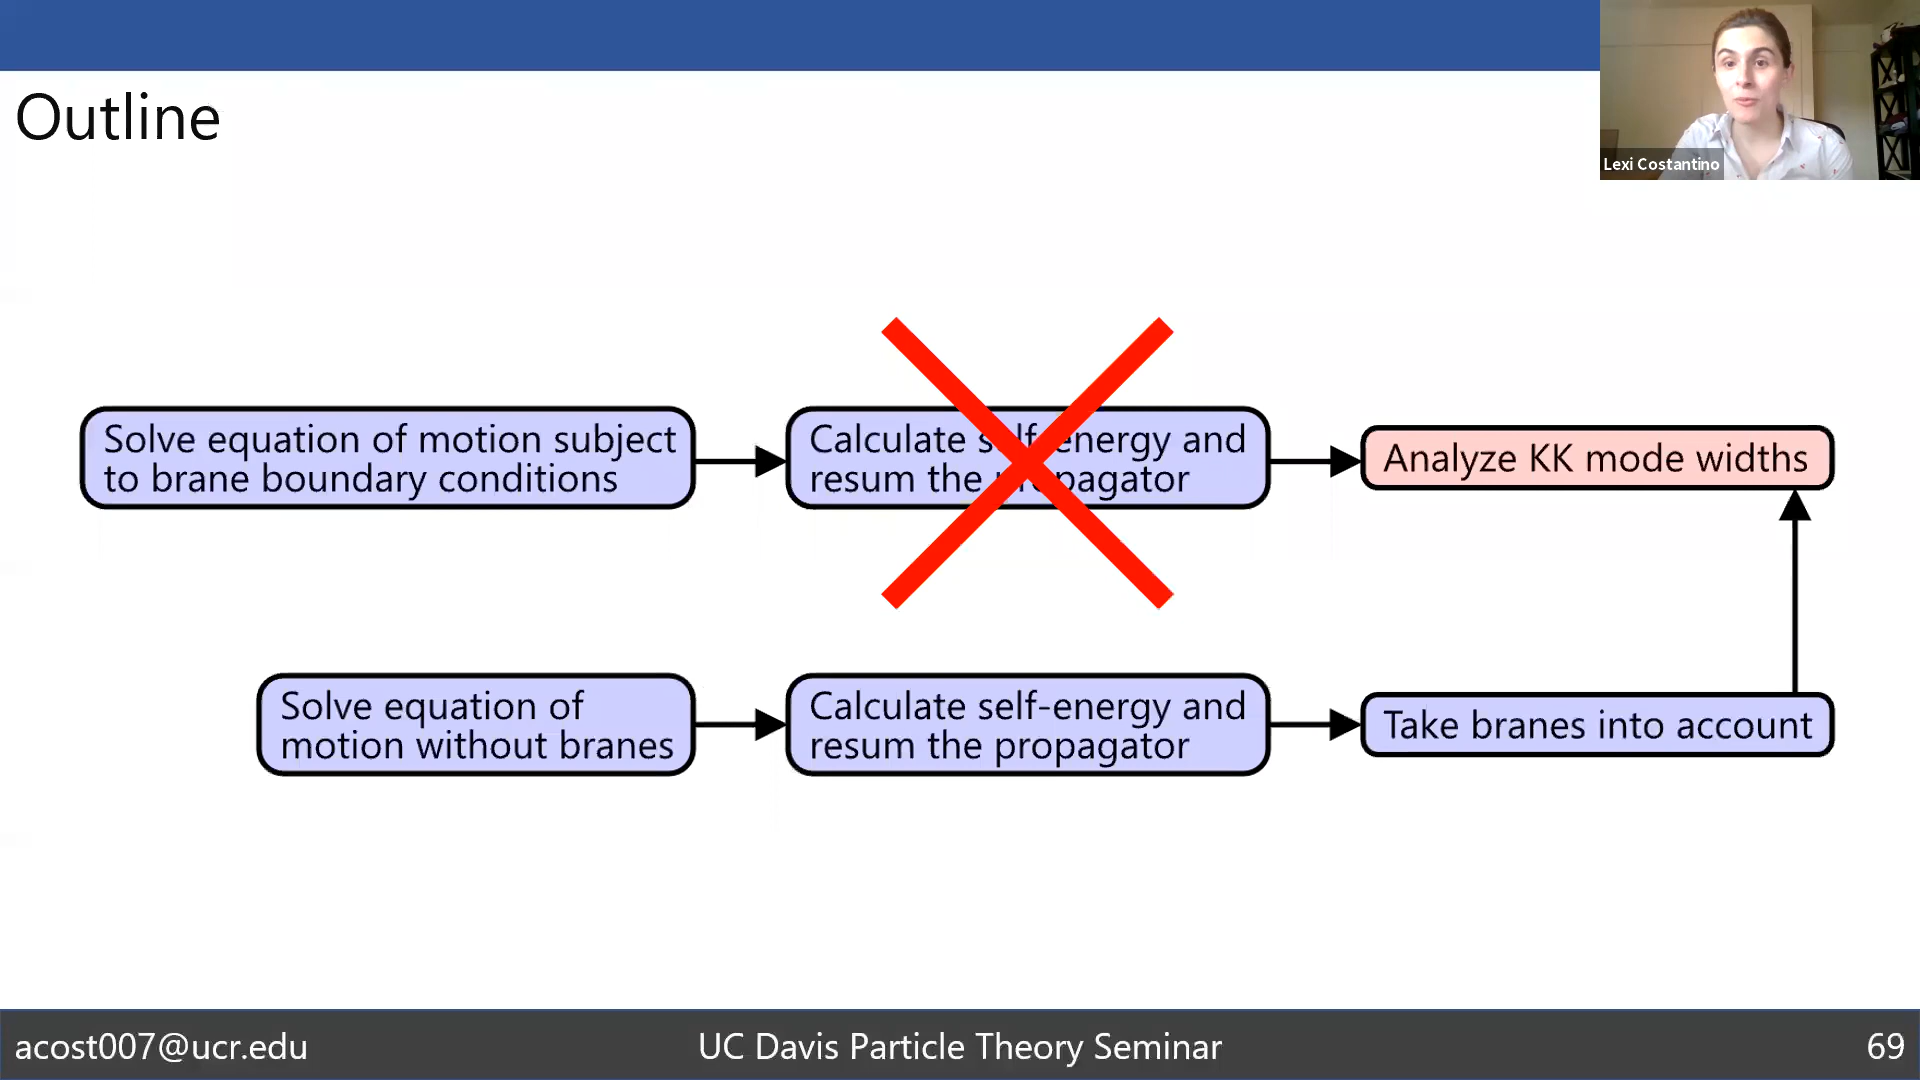 Outline
Lexi Costantino
Solve equation of motion subject
to brane boundary conditions
Calculate self-energy and
resum the propagator
Analyze KK mode widths
Solve equation of
motion without branes
Calculate self-energy and
resum the propagator
Take branes into account
acost007@ucr.edu
UC Davis Particle Theory Seminar
69